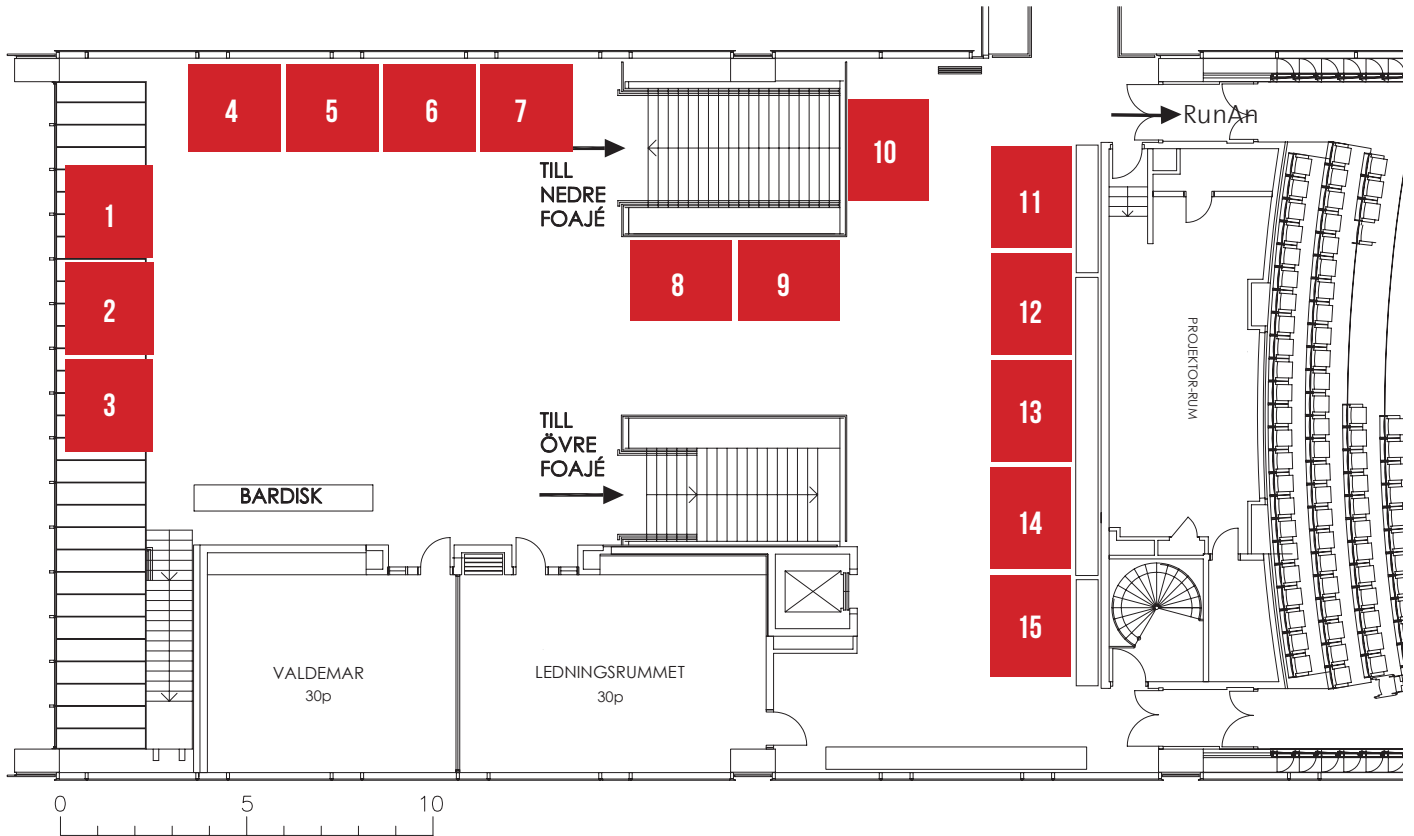 4
5
6
7
10
RunAn
TILL
NEDRE
FOAJÉ
1
11
8
9
2
12
PROJEKTOR-RUM
3
13
TILL
ÖVRE
FOAJÉ
BARDISK
14
15
VALDEMAR
30p
LEDNINGSRUMMET
30p
0
5
10